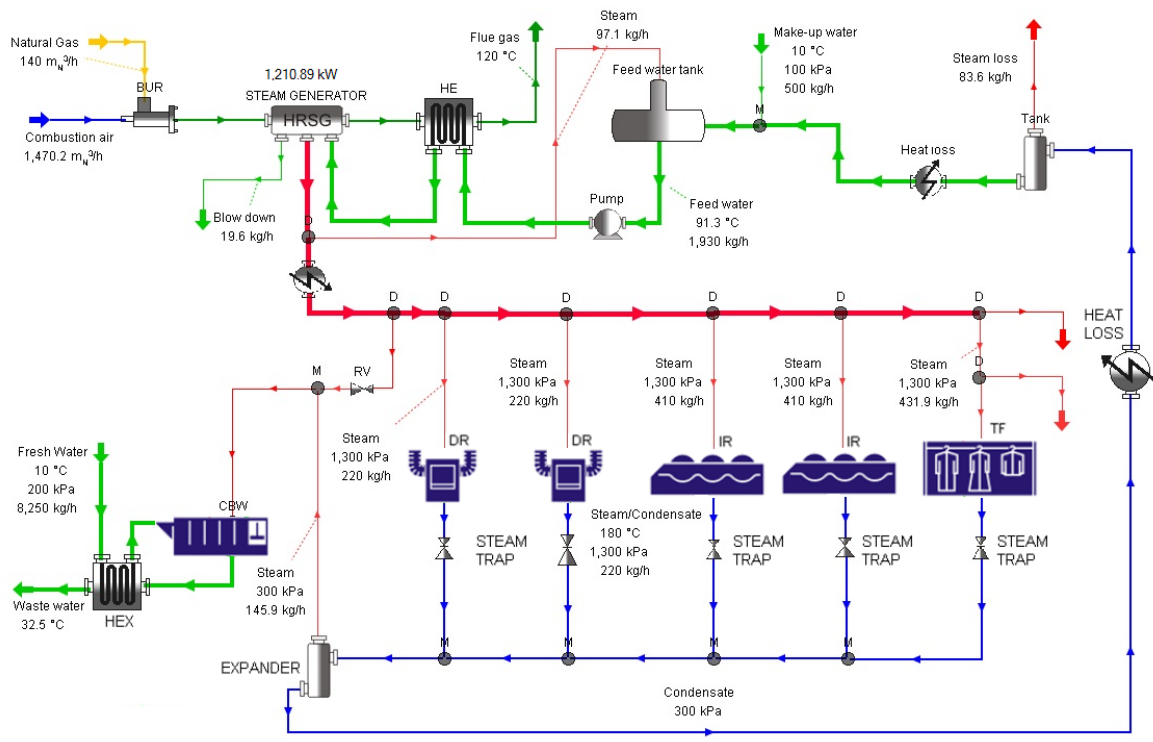 Natural Gas
140 m_N³/h
BUR
Combustion air
1,470.2 m_N³/h
1,210.89 kW
STEAM GENERATOR
HRSG
HE
Flue gas
120 °C
Steam
97.1 kg/h
Feed water tank
Make-up water
10 °C
100 kPa
500 kg/h
M
Steam loss
83.6 kg/h
Tank
Heat loss
Blow down
19.6 kg/h
D
Pump
Feed water
91.3 °C
1,930 kg/h
D
D
D
D
D
D
HEAT
LOSS
M
RV
Steam
1,300 kPa
220 kg/h
Steam
1,300 kPa
220 kg/h
Steam
1,300 kPa
410 kg/h
Steam
1,300 kPa
410 kg/h
Steam
1,300 kPa
431.9 kg/h
D
DR
DR
IR
IR
TF
Fresh Water
10 °C
200 kPa
8,250 kg/h
CBW
Waste water
32.5 °C
HEX
Steam
300 kPa
145.9 kg/h
STEAM
TRAP
Steam/Condensate
180 °C
1,300 kPa
220 kg/h
STEAM
TRAP
STEAM
TRAP
STEAM
TRAP
M
M
M
M
EXPANDER
Condensate
300 kPa